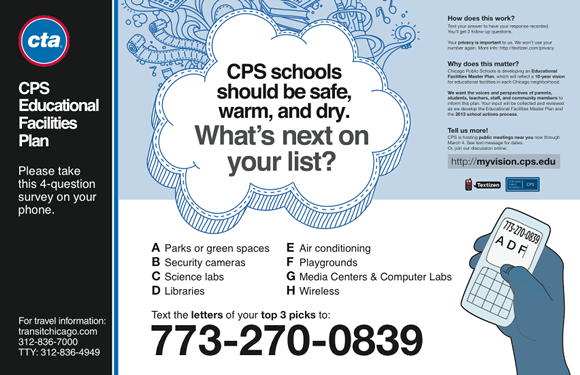 cta
CPS
Educational
Facilities
Plan
Please take
this 4-question
survey on your
phone.
For travel information:
transitchicago.com
312-836-7000
TTY: 312-836-4949
CPS schools
should be safe,
warm, and dry.
What's next on
your list?
A Parks or green spaces
B Security cameras
C Science labs
D Libraries
E Air conditioning
F Playgrounds
G Media Centers & Computer Labs
H Wireless
Text the letters of your top 3 picks to:
773-270-0839
How does this work?
Text your answer to have your response recorded.
You'll get 3 follow-up questions.
Your privacy is important to us. We won't use your
number again. More info: http://textizen.com/privacy.
Why does this matter?
Chicago Public Schools is developing an Educational
Facilities Master Plan, which will reflect a 10-year vision
for educational facilities in each Chicago neighborhood.
We want the voices and perspectives of parents,
students, teachers, staff, and community members to
inform this plan. Your input will be collected and reviewed
as we develop the Educational Facilities Master Plan and
the 2013 school actions process.
Tell us more!
CPS is hosting public meetings near you now through
March 4. See text message for dates.
Or, join our discussion online:
http://myvision.cps.edu
Textizen
CPS
773-270-0839
A D F